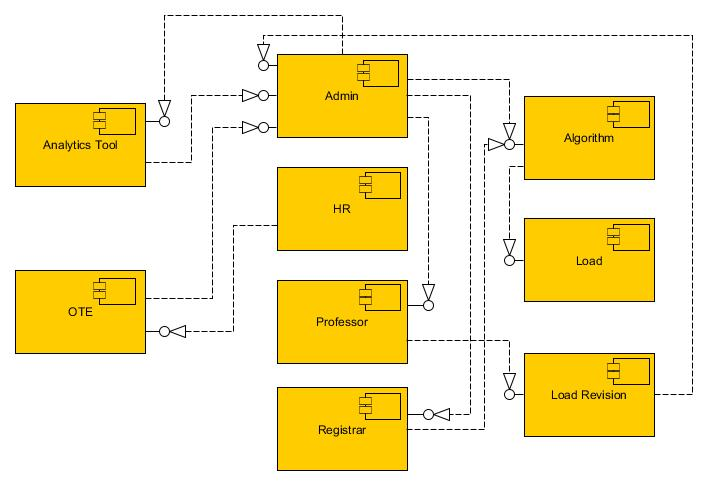 Admin
Analytics Tool
Algorithm
HR
Load
OTE
Professor
Load Revision
Registrar